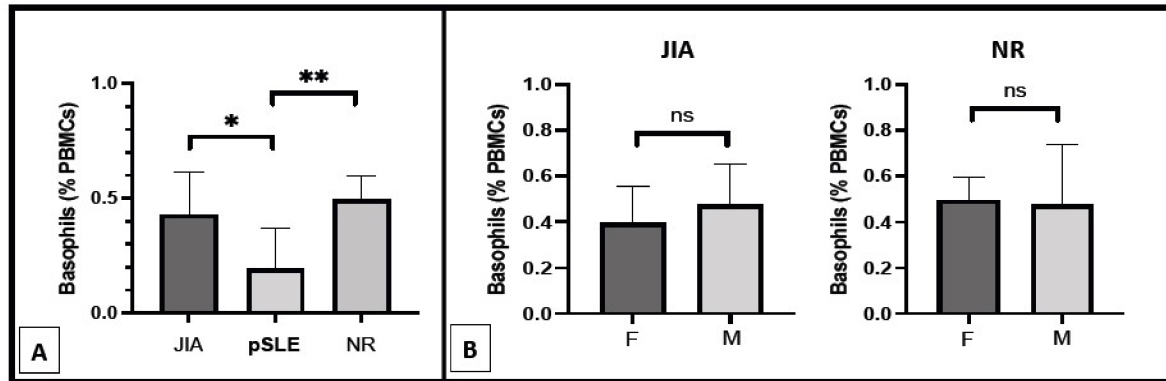 **
*
1.0
0.5
0.0
Basophils (% PBMCs)
JIA pSLE NR
A
JIA
ns
1.0
0.8
0.6
0.4
0.2
0.0
Basophils (% PBMCs)
F M
B
NR
ns
1.0
0.8
0.6
0.4
0.2
0.0
Basophils (% PBMCs)
F M